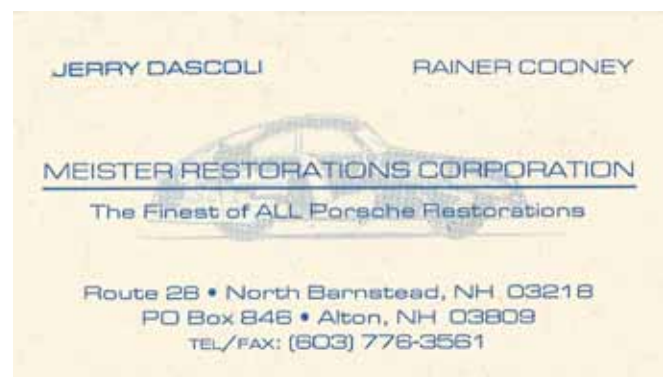 JERRY DASCOLI RAINER COONEY
MEISTER RESTORATIONS CORPORATION
The Finest of ALL Porsche Restorations
Route 28 • North Barnstead, NH 03218
PO Box 846 • Alton, NH 03809
TEL/FAX: (603) 776-3561